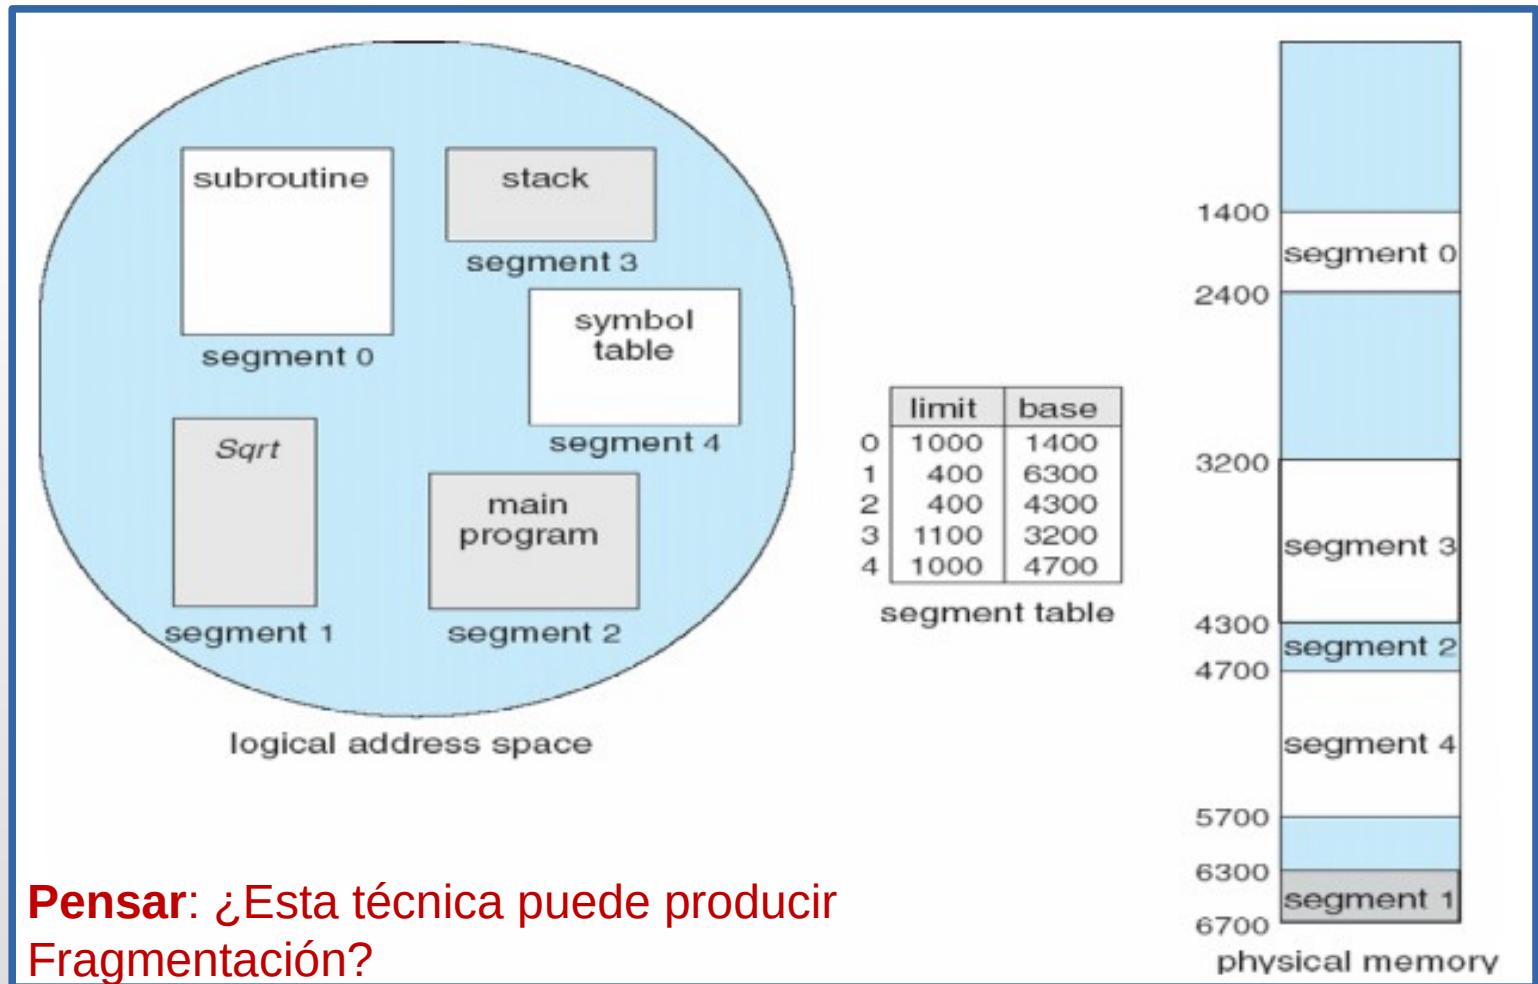 subroutine
segment 0
stack
segment 3
symbol
table
segment 4
Sqrt
segment 1
main
program
segment 2
logical address space
limit base
0 1000 1400
1 400 6300
2 400 4300
3 1100 3200
4 1000 4700
segment table
1400
segment 0
2400
3200
segment 3
4300
segment 2
4700
segment 4
5700
6300
segment 1
6700
physical memory
Pensar: ¿Esta técnica puede producir
Fragmentación?